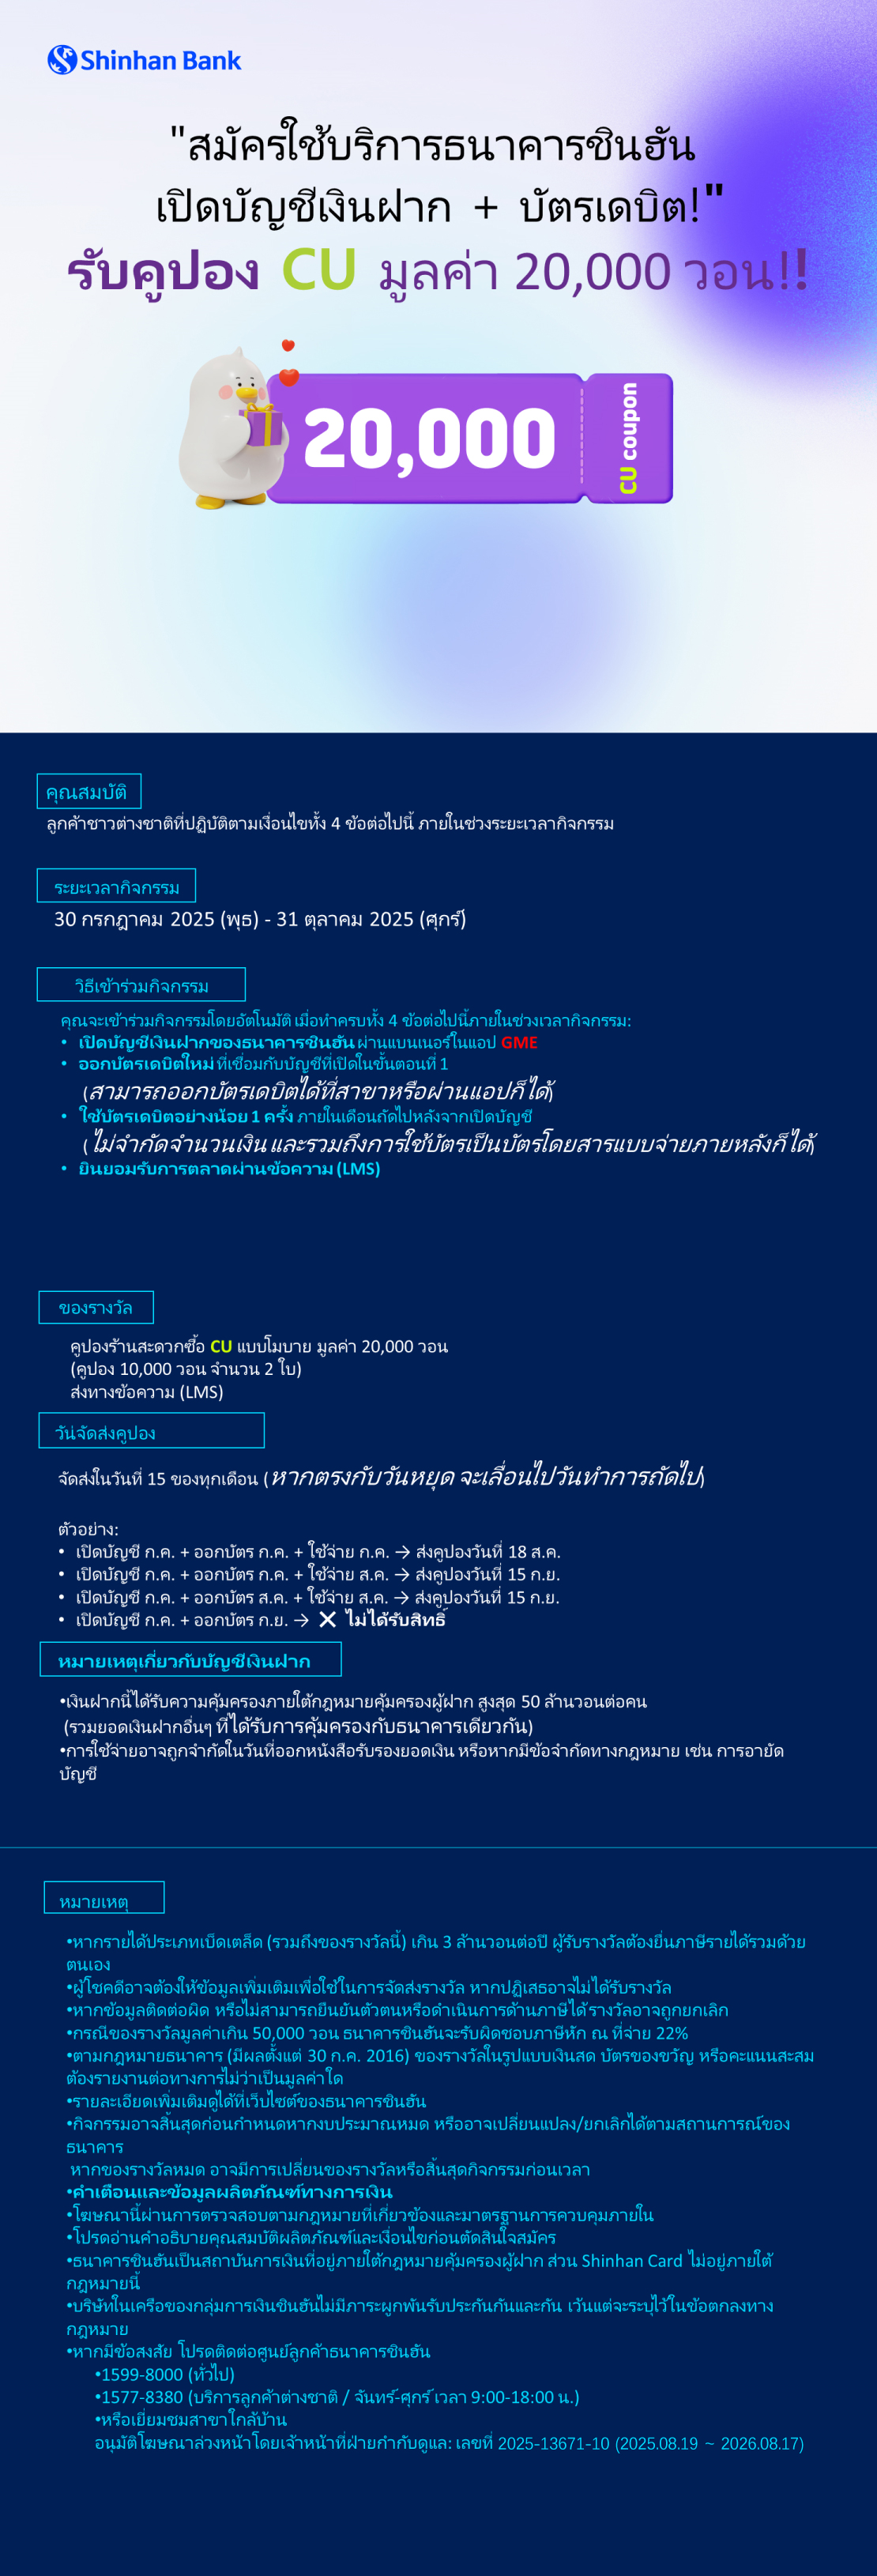 Shinhan Bank
"สมัครใช้บริการธนาคารชินฮัน
เปิดบัญชีเงินฝาก + บัตรเดบิต!"
รับคูปอง CU มูลค่า 20,000 วอน!!
20,000
CU coupon
คุณสมบัติ
ลูกค้าชาวต่างชาติที่ปฏิบัติตามเงื่อนไขทั้ง 4 ข้อต่อไปนี้ ภายในช่วงระยะเวลากิจกรรม
ระยะเวลากิจกรรม
30 กรกฎาคม 2025 (พุธ) - 31 ตุลาคม 2025 (ศุกร์)
วิธีเข้าร่วมกิจกรรม
คุณจะเข้าร่วมกิจกรรมโดยอัตโนมัติ เมื่อทำครบทั้ง 4 ข้อต่อไปนี้ภายในช่วงเวลากิจกรรม:
• เปิดบัญชีเงินฝากของธนาคารชินฮัน ผ่านแบนเนอร์ในแอป GME
• ออกบัตรเดบิตใหม่ ที่เชื่อมกับบัญชีที่เปิดในขั้นตอนที่ 1
(สามารถออกบัตรเดบิตได้ที่สาขาหรือผ่านแอปก็ได้)
• ใช้บัตรเดบิตอย่างน้อย 1 ครั้ง ภายในเดือนถัดไปหลังจากเปิดบัญชี
( ไม่จำกัดจำนวนเงิน และรวมถึงการใช้บัตรเป็นบัตรโดยสารแบบจ่ายภายหลังก็ได้)
• ยินยอมรับการตลาดผ่านข้อความ (LMS)
ของรางวัล
คูปองร้านสะดวกซื้อ CU แบบโมบาย มูลค่า 20,000 วอน
(คูปอง 10,000 วอน จำนวน 2 ใบ)
ส่งทางข้อความ (LMS)
วันจัดส่งคูปอง
จัดส่งในวันที่ 15 ของทุกเดือน (หากตรงกับวันหยุด จะเลื่อนไปวันทำการถัดไป)
ตัวอย่าง:
• เปิดบัญชี ก.ค. + ออกบัตร ก.ค. + ใช้จ่าย ก.ค. → ส่งคูปองวันที่ 18 ส.ค.
• เปิดบัญชี ก.ค. + ออกบัตร ก.ค. + ใช้จ่าย ส.ค. → ส่งคูปองวันที่ 15 ก.ย.
• เปิดบัญชี ก.ค. + ออกบัตร ส.ค. + ใช้จ่าย ส.ค. → ส่งคูปองวันที่ 15 ก.ย.
• เปิดบัญชี ก.ค. + ออกบัตร ก.ย. → ✕ ไม่ได้รับสิทธิ์
หมายเหตุเกี่ยวกับบัญชีเงินฝาก
•เงินฝากนี้ได้รับความคุ้มครองภายใต้กฎหมายคุ้มครองผู้ฝาก สูงสุด 50 ล้านวอนต่อคน
(รวมยอดเงินฝากอื่นๆ ที่ได้รับการคุ้มครองกับธนาคารเดียวกัน)
•การใช้จ่ายอาจถูกจำกัดในวันที่ออกหนังสือรับรองยอดเงิน หรือหากมีข้อจำกัดทางกฎหมาย เช่น การอายัด
บัญชี
หมายเหตุ
•หากรายได้ประเภทเบ็ดเตล็ด (รวมถึงของรางวัลนี้) เกิน 3 ล้านวอนต่อปี ผู้รับรางวัลต้องยื่นภาษีรายได้รวมด้วย
ตนเอง
•ผู้โชคดีอาจต้องให้ข้อมูลเพิ่มเติมเพื่อใช้ในการจัดส่งรางวัล หากปฏิเสธอาจไม่ได้รับรางวัล
•หากข้อมูลติดต่อผิด หรือไม่สามารถยืนยันตัวตนหรือดำเนินการด้านภาษีได้ รางวัลอาจถูกยกเลิก
•กรณีของรางวัลมูลค่าเกิน 50,000 วอน ธนาคารชินฮันจะรับผิดชอบภาษีหัก ณ ที่จ่าย 22%
•ตามกฎหมายธนาคาร (มีผลตั้งแต่ 30 ก.ค. 2016) ของรางวัลในรูปแบบเงินสด บัตรของขวัญ หรือคะแนนสะสม
ต้องรายงานต่อทางการไม่ว่าเป็นมูลค่าใด
•รายละเอียดเพิ่มเติมดูได้ที่เว็บไซต์ของธนาคารชินฮัน
•กิจกรรมอาจสิ้นสุดก่อนกำหนดหากงบประมาณหมด หรืออาจเปลี่ยนแปลง/ยกเลิกได้ตามสถานการณ์ของ
ธนาคาร
หากของรางวัลหมด อาจมีการเปลี่ยนของรางวัลหรือสิ้นสุดกิจกรรมก่อนเวลา
•คำเตือนและข้อมูลผลิตภัณฑ์ทางการเงิน
•โฆษณานี้ผ่านการตรวจสอบตามกฎหมายที่เกี่ยวข้องและมาตรฐานการควบคุมภายใน
•โปรดอ่านคำอธิบายคุณสมบัติผลิตภัณฑ์และเงื่อนไขก่อนตัดสินใจสมัคร
•ธนาคารชินฮันเป็นสถาบันการเงินที่อยู่ภายใต้กฎหมายคุ้มครองผู้ฝาก ส่วน Shinhan Card ไม่อยู่ภายใต้
กฎหมายนี้
•บริษัทในเครือของกลุ่มการเงินชินฮันไม่มีภาระผูกพันรับประกันกันและกัน เว้นแต่จะระบุไว้ในข้อตกลงทาง
กฎหมาย
•หากมีข้อสงสัย โปรดติดต่อศูนย์ลูกค้าธนาคารชินฮัน
•1599-8000 (ทั่วไป)
•1577-8380 (บริการลูกค้าต่างชาติ / จันทร์-ศุกร์ เวลา 9:00-18:00 น.)
•หรือเยี่ยมชมสาขาใกล้บ้าน
อนุมัติโฆษณาล่วงหน้าโดยเจ้าหน้าที่ฝ่ายกำกับดูแล: เลขที่ 2025-13671-10 (2025.08.19 ~ 2026.08.17)